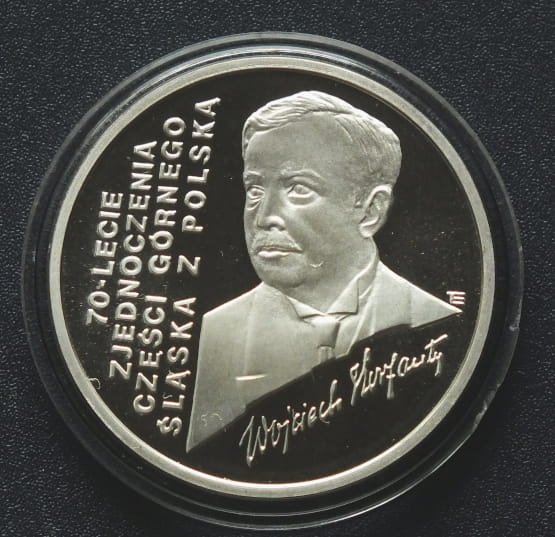 70-LECIE
ZJEDNOCZENIA
CZĘŚCI GÓRNEGO
ŚLĄSKA Z POLSKĄ
Wojciech Korfanty